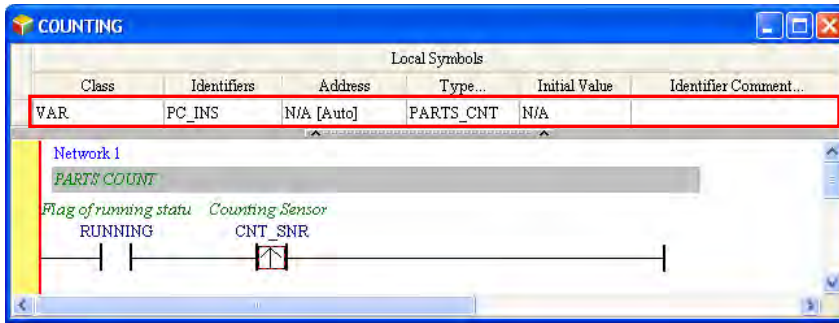 COUNTING
Local Symbols
Class Identifiers Address Type... Initial Value Identifier Comment...
VAR PC_INS N/A [Auto] PARTS_CNT N/A
Network 1
PARTS COUNT
Flag of running statu Counting Sensor
RUNNING CNT_SNR